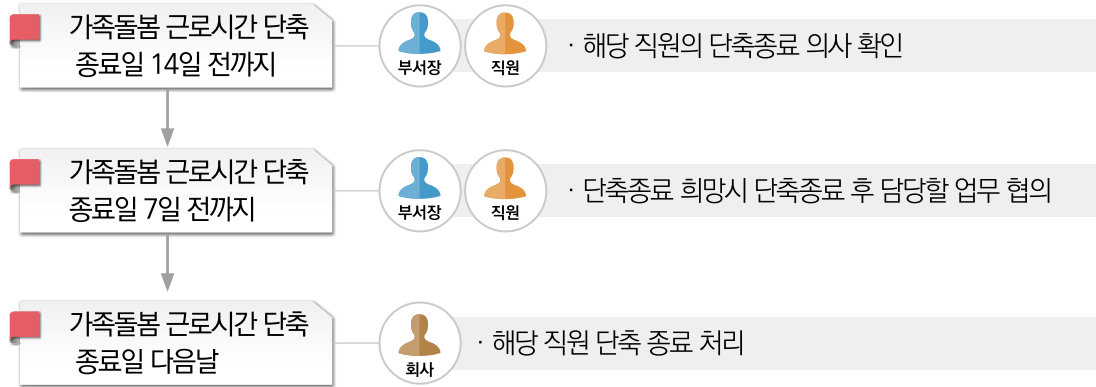 가족돌봄 근로시간 단축
종료일 14일 전까지
부서장
직원
· 해당 직원의 단축종료 의사 확인
가족돌봄 근로시간 단축
종료일 7일 전까지
부서장
직원
· 단축종료 희망시 단축종료 후 담당할 업무 협의
가족돌봄 근로시간 단축
종료일 다음날
회사
· 해당 직원 단축 종료 처리